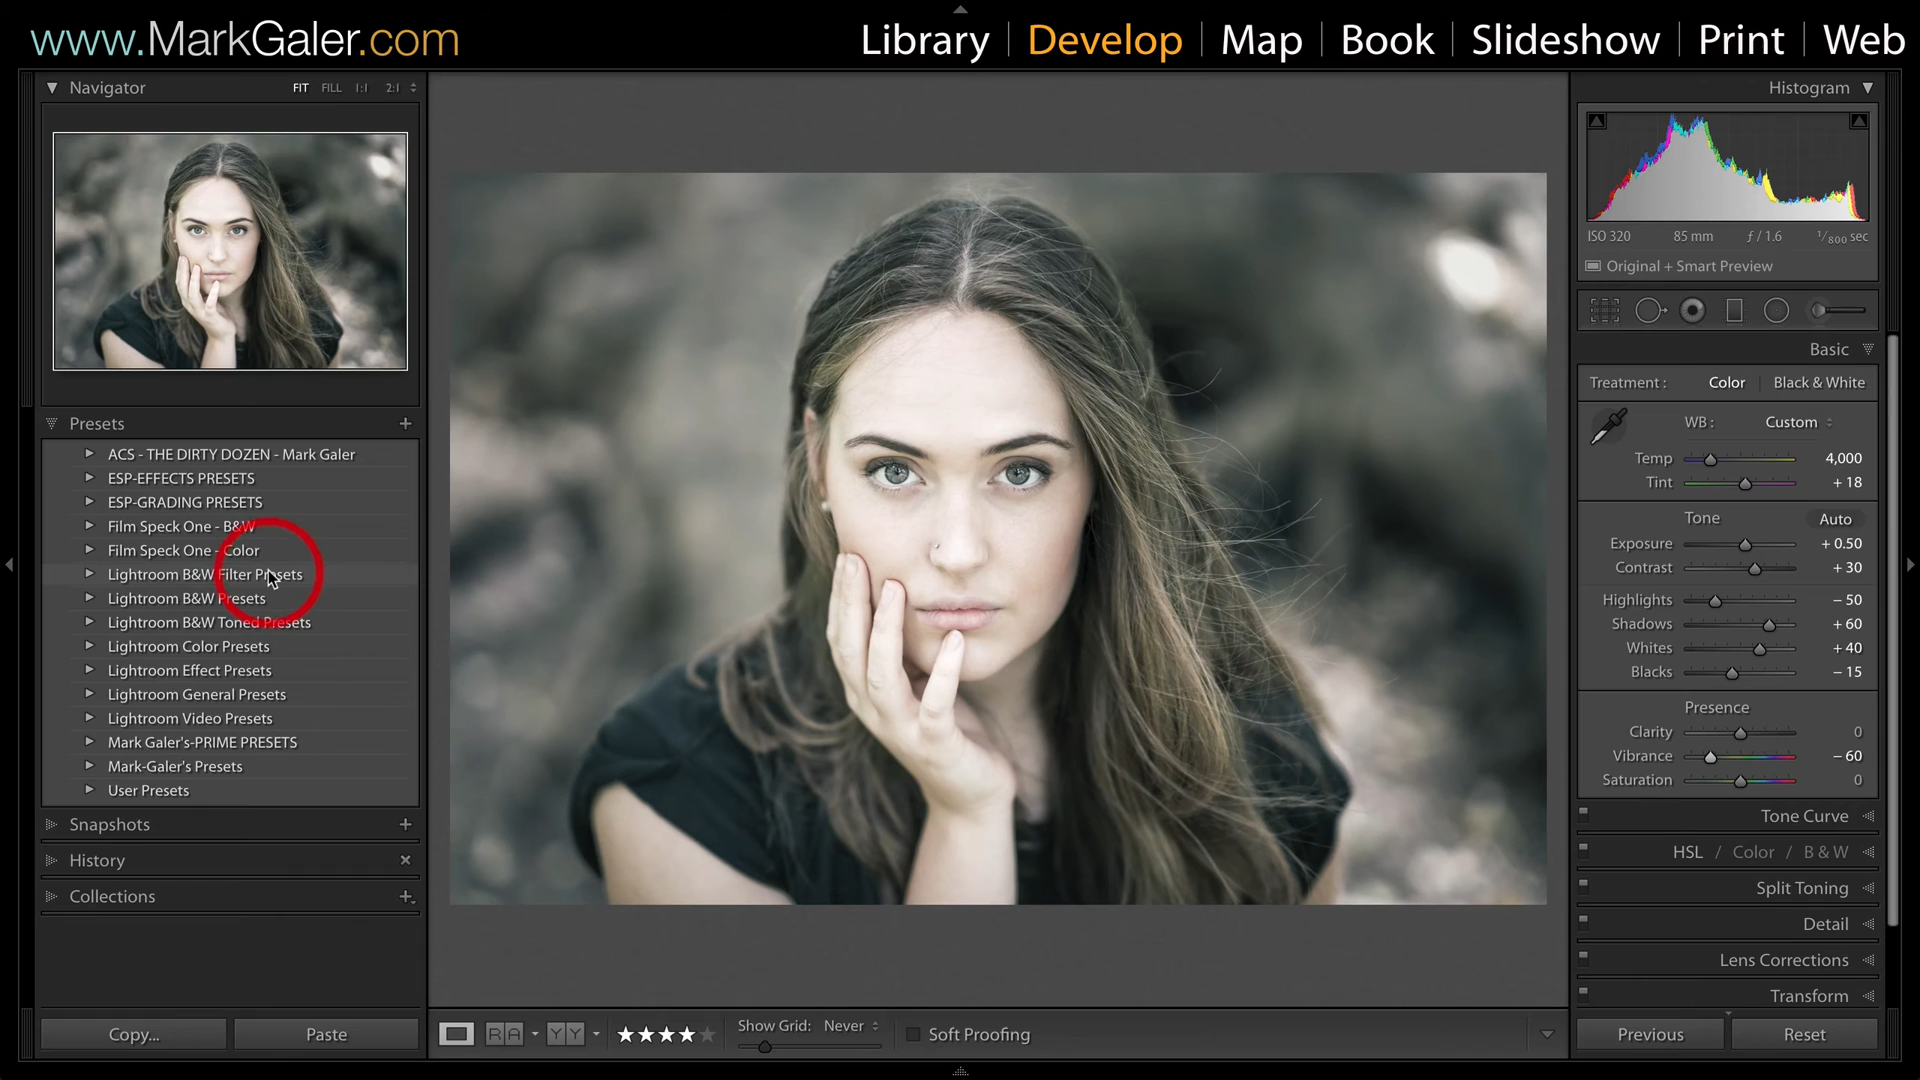 www.MarkGaler.com
Library | Develop | Map | Book | Slideshow | Print | Web
Navigator FIT FILL 1:1 2:1
Presets +
ACS - THE DIRTY DOZEN - Mark Galer
ESP-EFFECTS PRESETS
ESP-GRADING PRESETS
Film Speck One - B&W
Film Speck One - Color
Lightroom B&W Filter Presets
Lightroom B&W Presets
Lightroom B&W Toned Presets
Lightroom Color Presets
Lightroom Effect Presets
Lightroom General Presets
Lightroom Video Presets
Mark Galer's-PRIME PRESETS
Mark-Galer's Presets
User Presets
Snapshots +
History ×
Collections +
Copy... Paste
R A Y Y Show Grid: Never Soft Proofing
Histogram
ISO 320 85 mm ƒ / 1.6 1/800 sec
Original + Smart Preview
Basic
Treatment : Color | Black & White
WB : Custom
Temp 4,000
Tint + 18
Tone Auto
Exposure + 0.50
Contrast + 30
Highlights − 50
Shadows + 60
Whites + 40
Blacks − 15
Presence
Clarity 0
Vibrance − 60
Saturation 0
Tone Curve
HSL / Color / B & W
Split Toning
Detail
Lens Corrections
Transform
Previous Reset